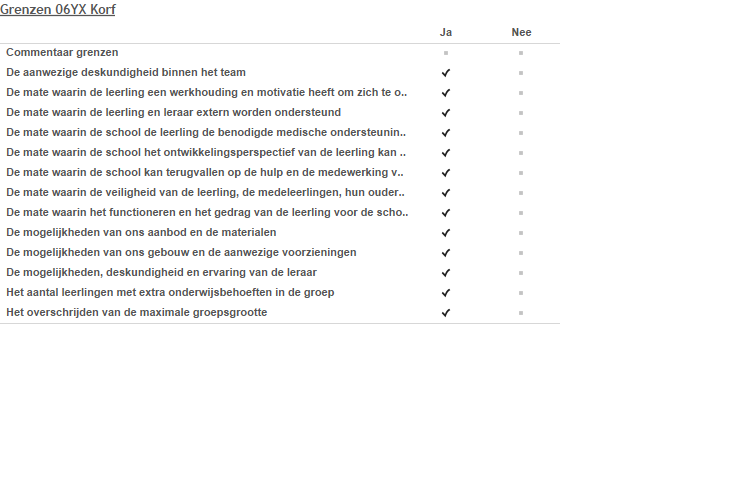 Grenzen 06YX Korf
Ja Nee
Commentaar grenzen
De aanwezige deskundigheid binnen het team
De mate waarin de leerling een werkhouding en motivatie heeft om zich te o..
De mate waarin de leerling en leraar extern worden ondersteund
De mate waarin de school de leerling de benodigde medische ondersteunin..
De mate waarin de school het ontwikkelingsperspectief van de leerling kan ..
De mate waarin de school kan terugvallen op de hulp en de medewerking v..
De mate waarin de veiligheid van de leerling, de medeleerlingen, hun ouder..
De mate waarin het functioneren en het gedrag van de leerling voor de scho..
De mogelijkheden van ons aanbod en de materialen
De mogelijkheden van ons gebouw en de aanwezige voorzieningen
De mogelijkheden, deskundigheid en ervaring van de leraar
Het aantal leerlingen met extra onderwijsbehoeften in de groep
Het overschrijden van de maximale groepsgrootte